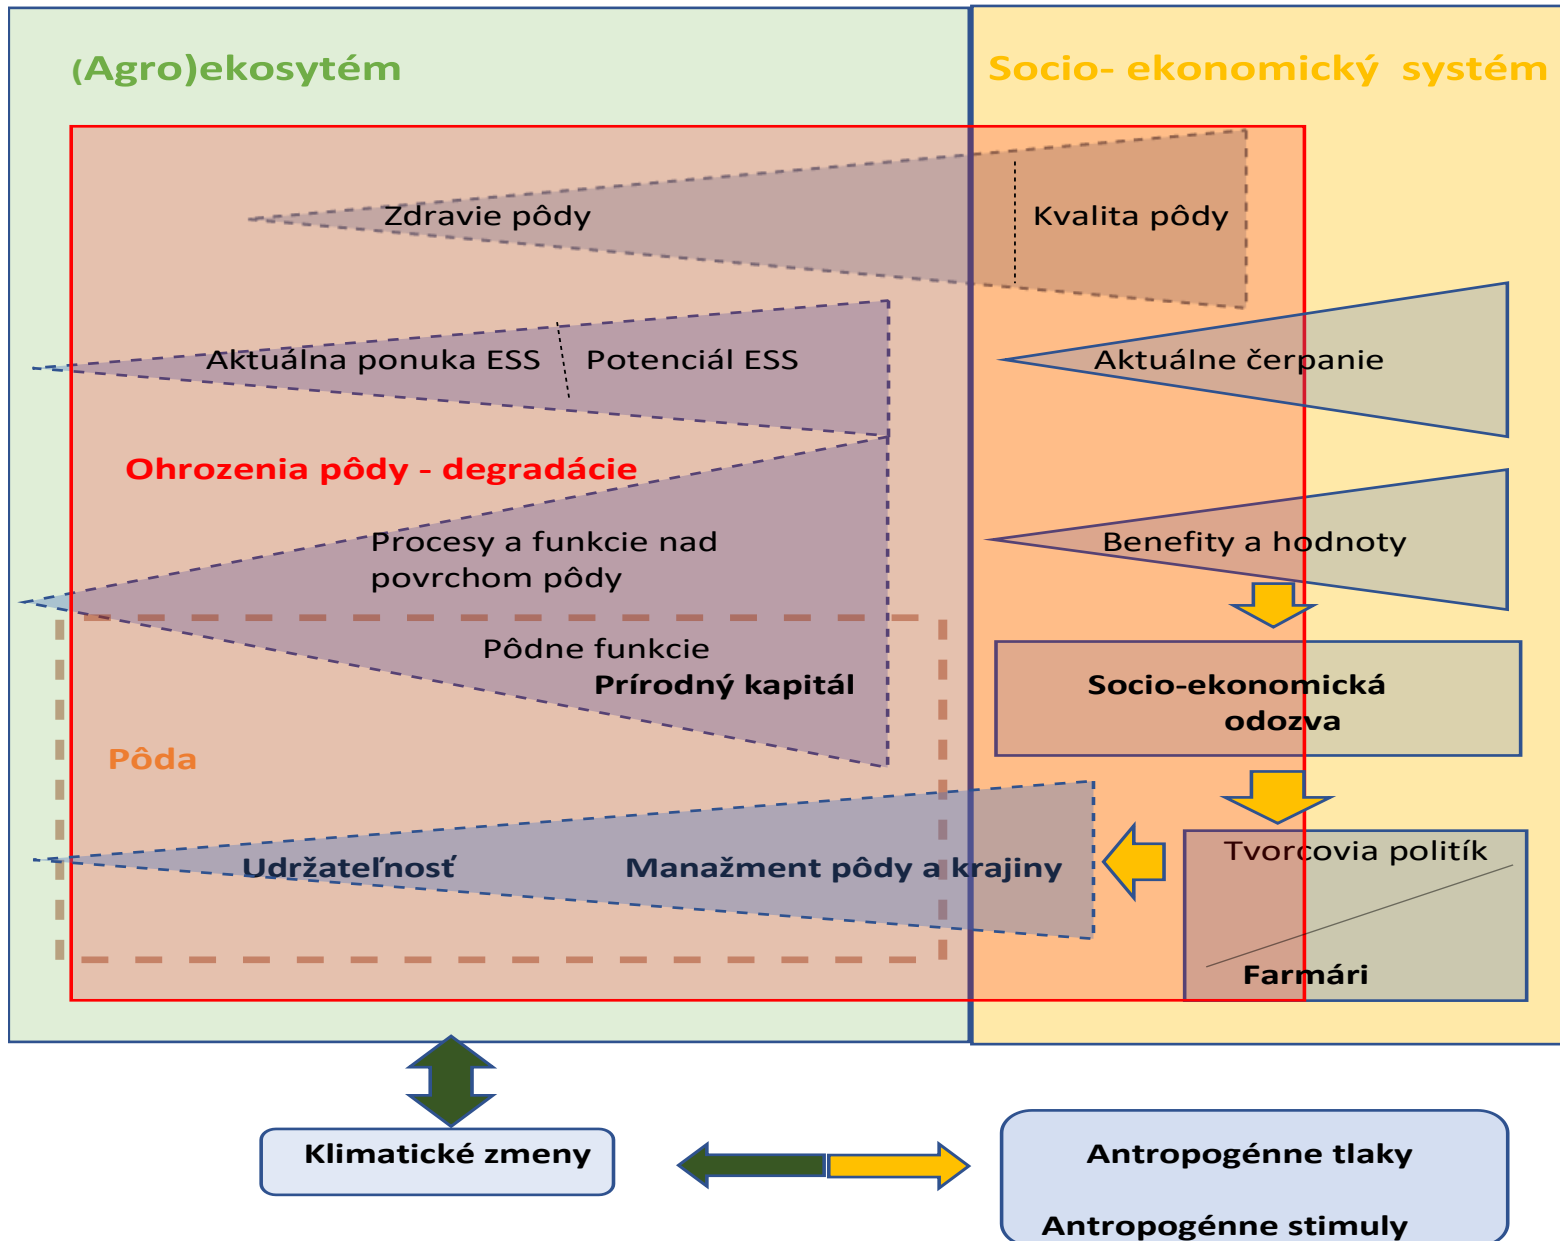 (Agro)ekosytém
Socio- ekonomický systém
Zdravie pôdy
Kvalita pôdy
Aktuálna ponuka ESS
Potenciál ESS
Aktuálne čerpanie
Ohrozenia pôdy - degradácie
Procesy a funkcie nad
povrchom pôdy
Benefity a hodnoty
Pôdne funkcie
Prírodný kapitál
Socio-ekonomická
odozva
Pôda
Udržateľnosť
Manažment pôdy a krajiny
Tvorcovia politík
Farmári
Klimatické zmeny
Antropogénne tlaky
Antropogénne stimuly